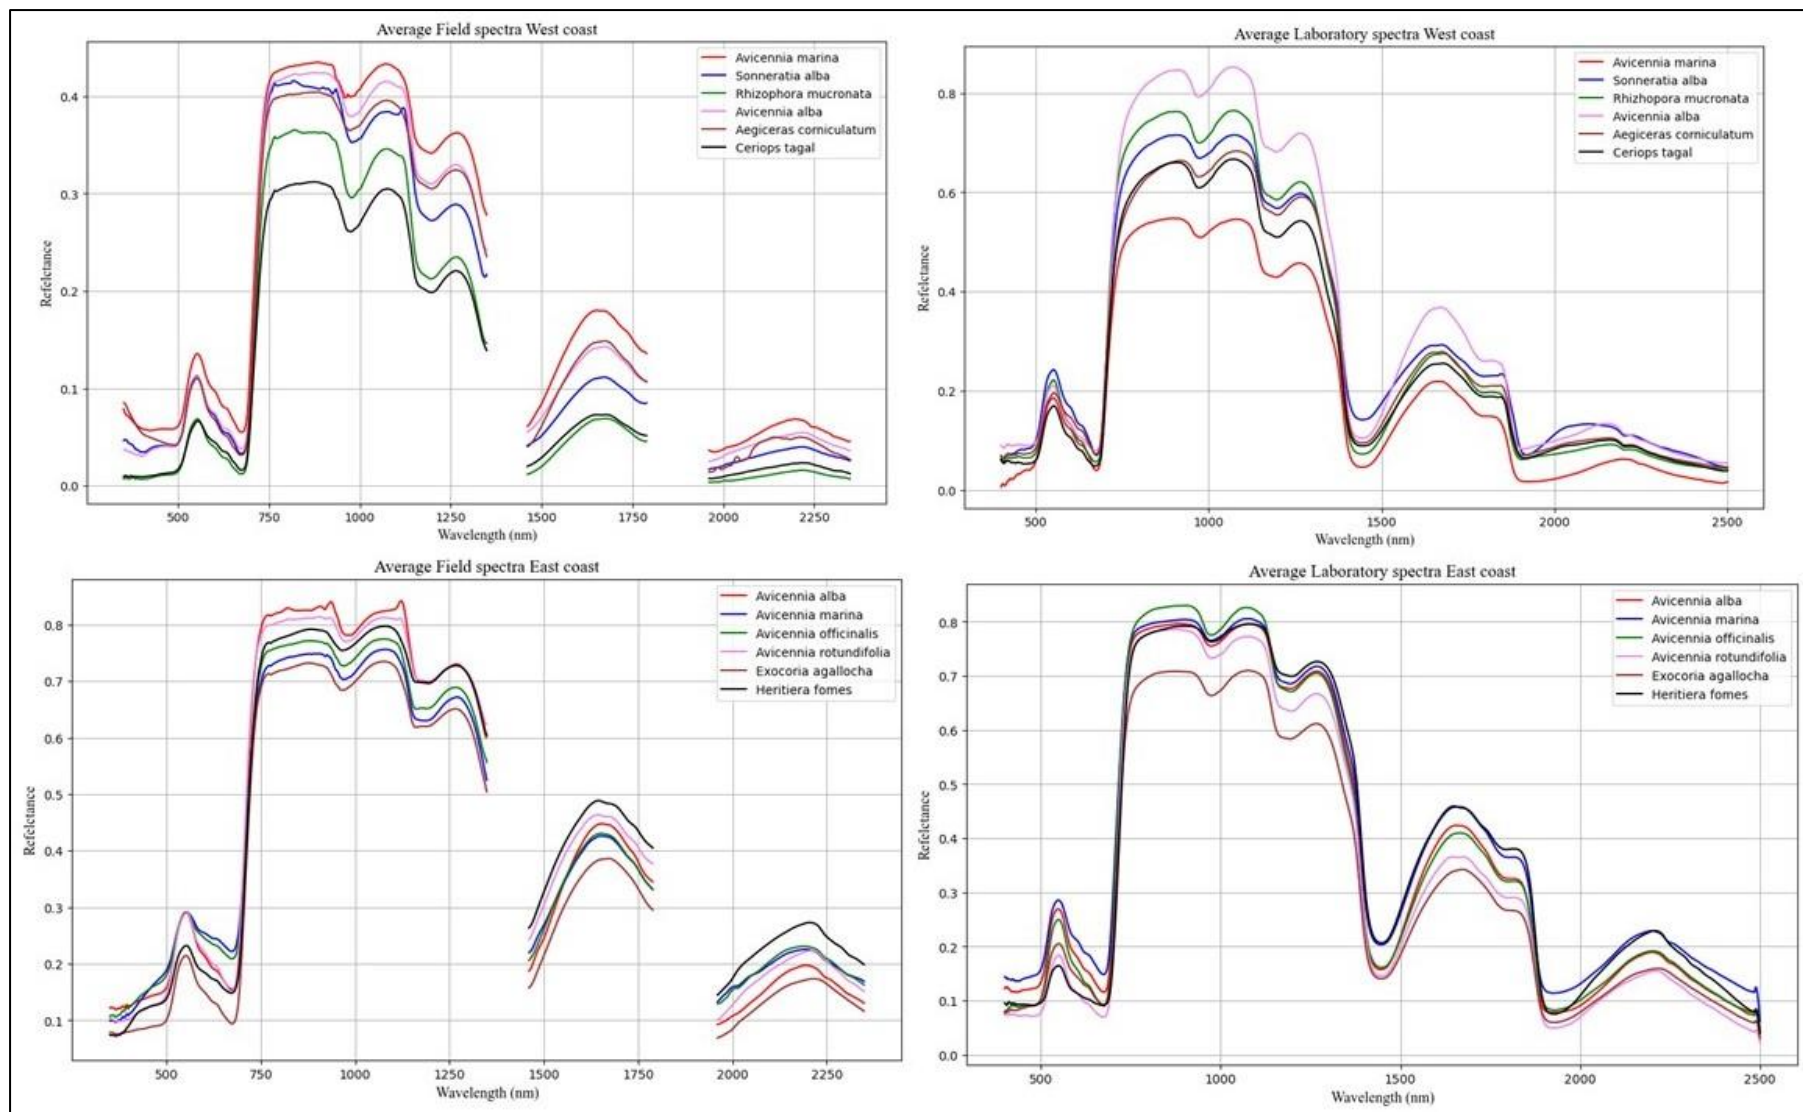 Average Field spectra West coast
Avicennia marina
Sonneratia alba
Rhizophora mucronata
Avicennia alba
Aegiceras corniculatum
Ceriops tagal
0.4
0.3
0.2
0.1
0.0
Refelctance
500 750 1000 1250 1500 1750 2000 2250
Wavelength (nm)
Average Laboratory spectra West coast
Avicennia marina
Sonneratia alba
Rhizhopora mucronata
Avicennia alba
Aegiceras corniculatum
Ceriops tagal
0.8
0.6
0.4
0.2
0.0
Refelctance
500 1000 1500 2000 2500
Wavelength (nm)
Average Field spectra East coast
Avicennia alba
Avicennia marina
Avicennia officinalis
Avicennia rotundifolia
Exocoria agallocha
Heritiera fomes
0.8
0.7
0.6
0.5
0.4
0.3
0.2
0.1
Refelctance
500 750 1000 1250 1500 1750 2000 2250
Wavelength (nm)
Average Laboratory spectra East coast
Avicennia alba
Avicennia marina
Avicennia officinalis
Avicennia rotundifolia
Exocoria agallocha
Heritiera fomes
0.8
0.7
0.6
0.5
0.4
0.3
0.2
0.1
0.0
Refelctance
500 1000 1500 2000 2500
Wavelength (nm)